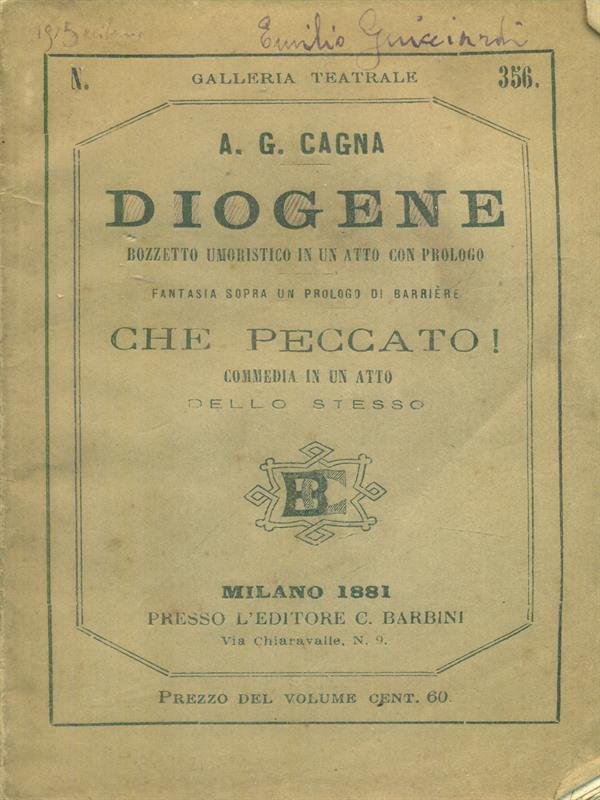 Emilio Guicciardi
N. GALLERIA TEATRALE 356.
A. G. CAGNA
DIOGENE
BOZZETTO UMORISTICO IN UN ATTO CON PROLOGO
FANTASIA SOPRA UN PROLOGO DI BARRIÈRE
CHE PECCATO!
COMMEDIA IN UN ATTO
DELLO STESSO
BC
MILANO 1881
PRESSO L'EDITORE C. BARBINI
Via Chiaravalle, N. 9.
PREZZO DEL VOLUME CENT. 60